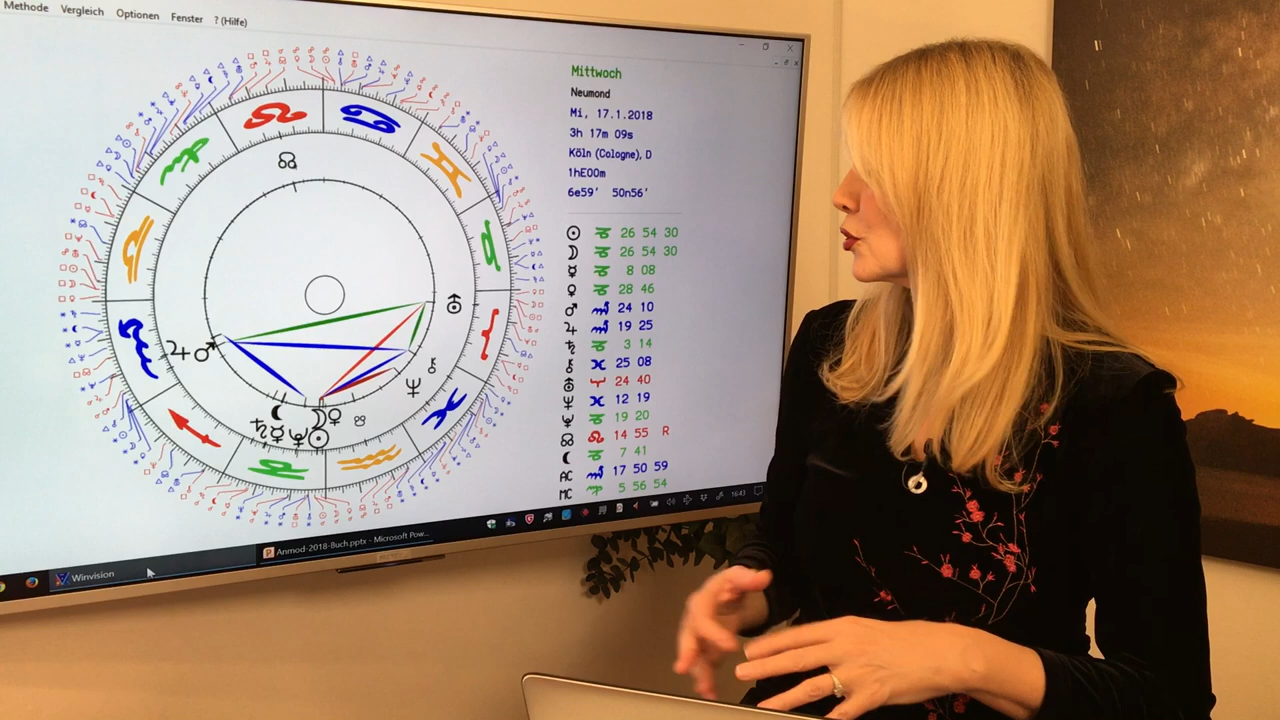 Methode Vergleich Optionen Fenster ? (Hilfe)
Mittwoch
Neumond
Mi, 17.1.2018
3h 17m 09s
Köln (Cologne), D
1hE00m
6e59' 50n56'
☉ ♑ 26 54 30
☽ ♑ 26 54 30
☿ ♑ 8 08
♀ ♑ 28 46
♂ ♏ 24 10
♃ ♏ 19 25
♄ ♑ 3 14
⚷ ♓ 25 08
⛢ ♈ 24 40
♆ ♓ 12 19
♑ 19 20
☊ ♌ 14 55 R
♑ 7 41
AC ♏ 17 50 59
MC ♍ 5 56 54
16:43
Anmod-2018-Buch.pptx - Microsoft Pow...
Winvision